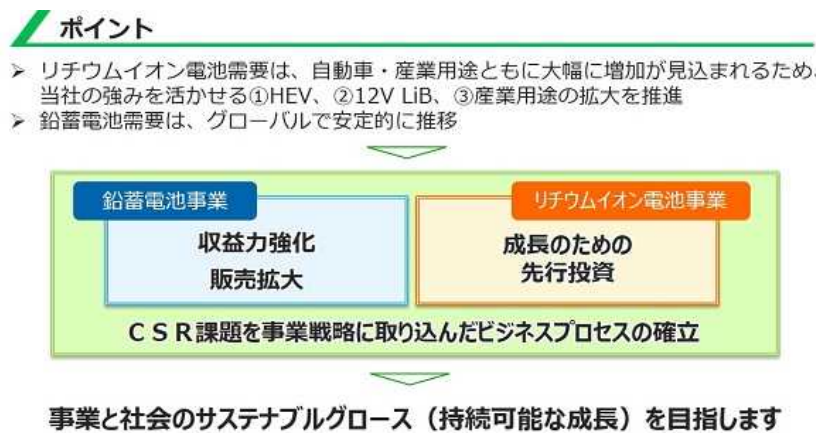 ポイント
➢ リチウムイオン電池需要は、自動車・産業用途ともに大幅に増加が見込まれるため、
当社の強みを活かせる①HEV、②12V LiB、③産業用途の拡大を推進
➢ 鉛蓄電池需要は、グローバルで安定的に推移
鉛蓄電池事業
収益力強化
販売拡大
リチウムイオン電池事業
成長のための
先行投資
ＣＳＲ課題を事業戦略に取り込んだビジネスプロセスの確立
事業と社会のサステナブルグロース（持続可能な成長）を目指します